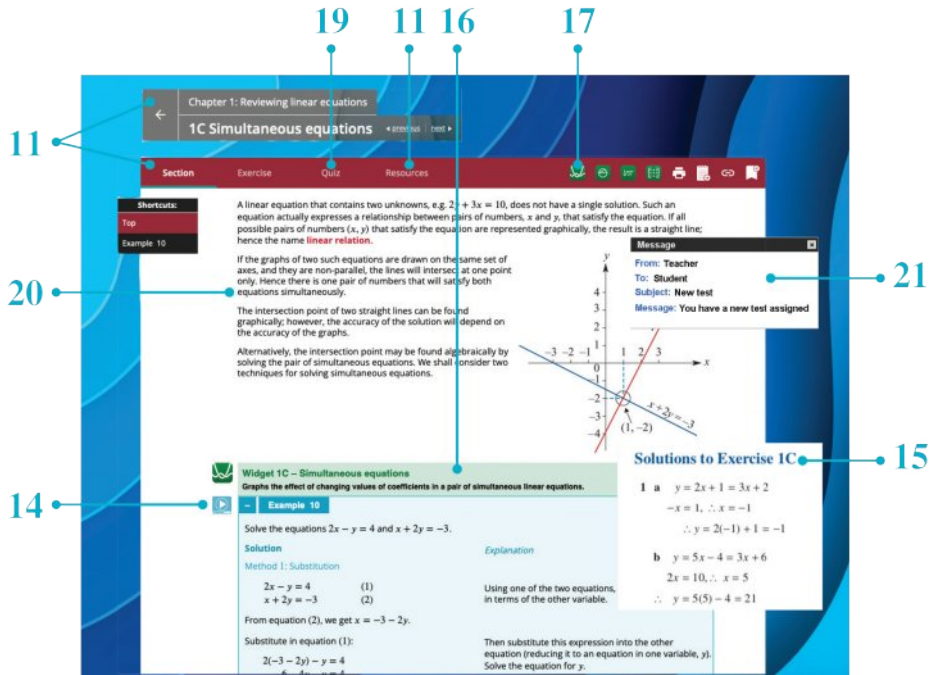 19
11
16
17
11
Chapter 1: Reviewing linear equations
1C Simultaneous equations
previous
next
Section
Exercise
Quiz
Resources
Shortcuts:
Top
Example 10
A linear equation that contains two unknowns, e.g. 2y + 3x = 10, does not have a single solution. Such an
equation actually expresses a relationship between pairs of numbers, x and y, that satisfy the equation. If all
possible pairs of numbers (x, y) that satisfy the equation are represented graphically, the result is a straight line;
hence the name linear relation.
If the graphs of two such equations are drawn on the same set of
axes, and they are non-parallel, the lines will intersect at one point
only. Hence there is one pair of numbers that will satisfy both
equations simultaneously.
20
The intersection point of two straight lines can be found
graphically; however, the accuracy of the solution will depend on
the accuracy of the graphs.
Alternatively, the intersection point may be found algebraically by
solving the pair of simultaneous equations. We shall consider two
techniques for solving simultaneous equations.
Message
From: Teacher
To: Student
Subject: New test
Message: You have a new test assigned
21
y
4
3
2
1
-3 -2 -1
0
1 2 3
x
-1
-2
-3
-4
x+2y=-3
(1, -2)
Widget 1C – Simultaneous equations
Graphs the effect of changing values of coefficients in a pair of simultaneous linear equations.
14
– Example 10
Solve the equations 2x − y = 4 and x + 2y = −3.
Solution
Explanation
Method 1: Substitution
2x − y = 4 (1)
x + 2y = −3 (2)
Using one of the two equations,
in terms of the other variable.
From equation (2), we get x = −3 − 2y.
Substitute in equation (1):
Then substitute this expression into the other
equation (reducing it to an equation in one variable, y).
Solve the equation for y.
2(−3 − 2y) − y = 4
Solutions to Exercise 1C
15
1 a y = 2x + 1 = 3x + 2
−x = 1, ∴ x = −1
∴ y = 2(−1) + 1 = −1
b y = 5x − 4 = 3x + 6
2x = 10, ∴ x = 5
∴ y = 5(5) − 4 = 21